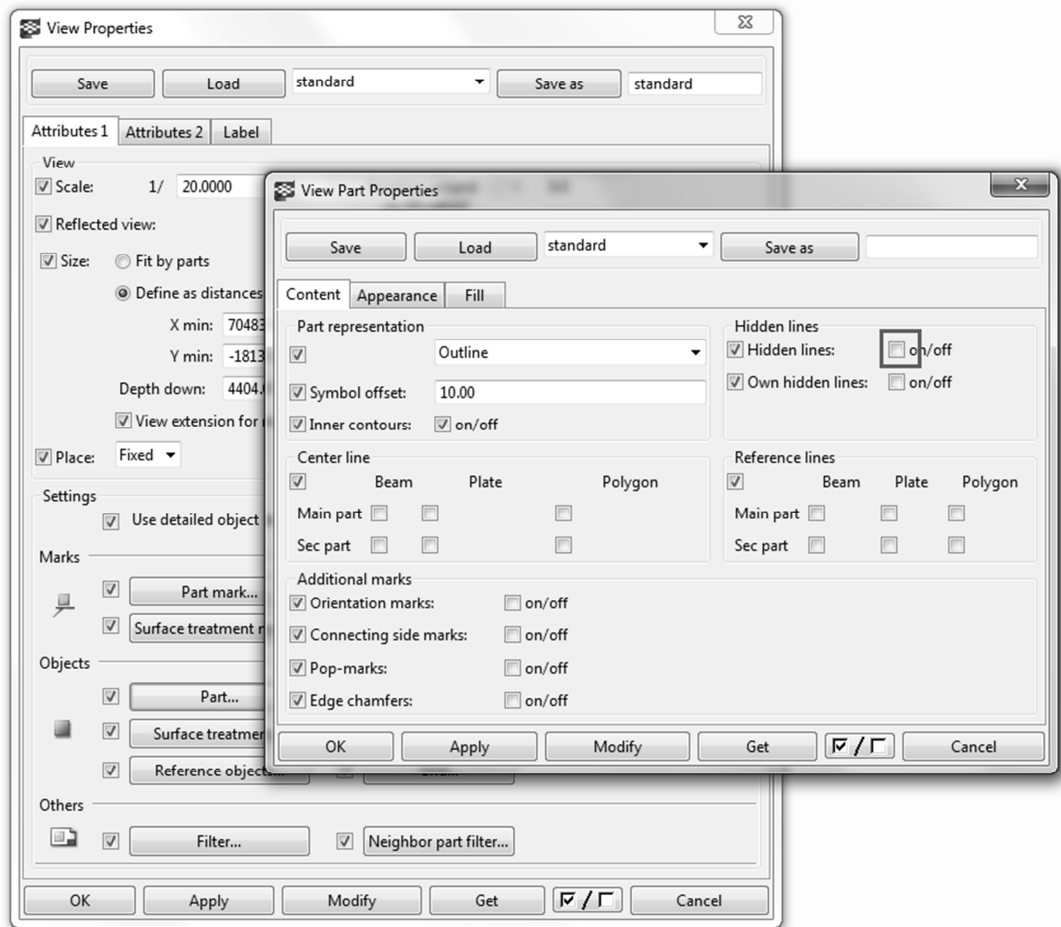 View Properties
Save Load standard Save as standard
Attributes 1 Attributes 2 Label
View
Scale: 1/ 20.0000
Reflected view:
Size: Fit by parts
Define as distances
X min: 70483
Y min: -1813
Depth down: 4404.
View extension for
Place: Fixed
Settings
Use detailed object
Marks
Part mark...
Surface treatment
Objects
Part...
Surface treatmen
Reference objects...
Others
Filter... Neighbor part filter...
OK Apply Modify Get Cancel
View Part Properties
Save Load standard Save as
Content Appearance Fill
Part representation
Outline
Symbol offset: 10.00
Inner contours: on/off
Hidden lines
Hidden lines: on/off
Own hidden lines: on/off
Center line
Beam Plate Polygon
Main part
Sec part
Reference lines
Beam Plate Polygon
Main part
Sec part
Additional marks
Orientation marks: on/off
Connecting side marks: on/off
Pop-marks: on/off
Edge chamfers: on/off
OK Apply Modify Get Cancel